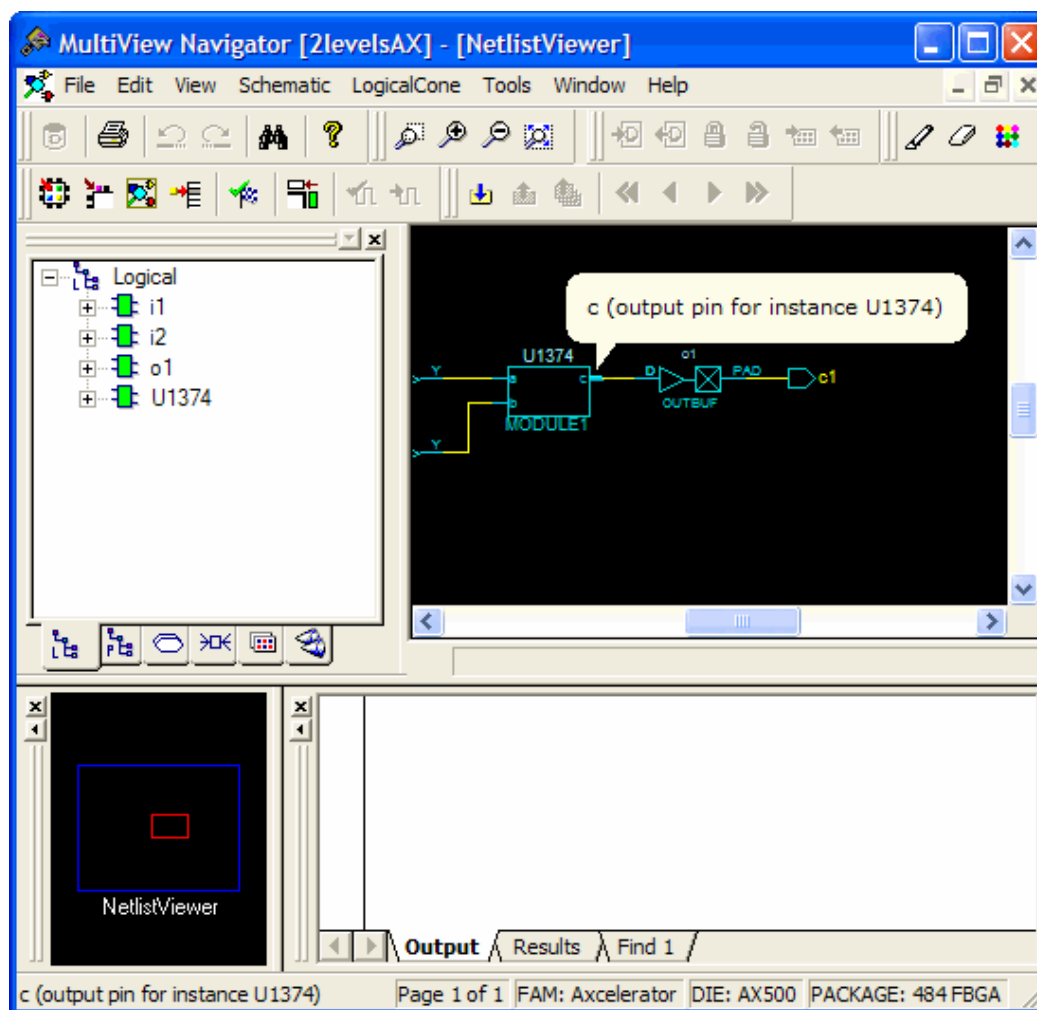 MultiView Navigator [2levelsAX] - [NetlistViewer]
File Edit View Schematic LogicalCone Tools Window Help
Logical
i1
i2
o1
U1374
c (output pin for instance U1374)
U1374
Y
a
c
b
MODULE1
Y
o1
D
PAD
OUTBUF
c1
NetlistViewer
Output Results Find 1
c (output pin for instance U1374) Page 1 of 1 FAM: Axcelerator DIE: AX500 PACKAGE: 484 FBGA